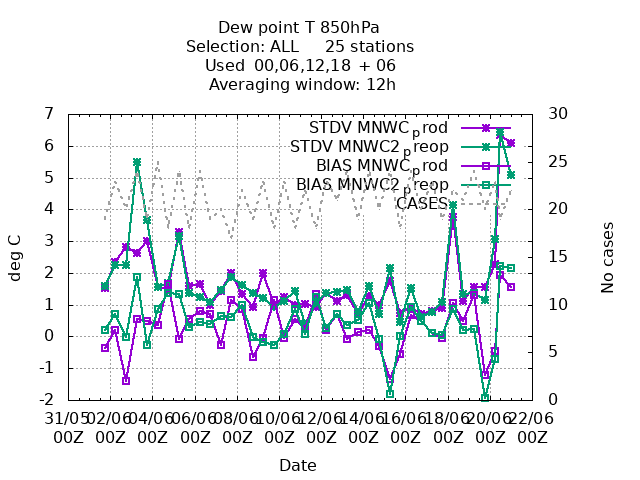 Dew point T 850hPa
Selection: ALL 25 stations
Used 00,06,12,18 + 06
Averaging window: 12h
7
6
5
4
3
2
1
0
-1
-2
deg C
30
25
20
15
10
5
0
No cases
STDV MNWC_prod
STDV MNWC2_preop
BIAS MNWC_prod
BIAS MNWC2_preop
CASES
31/05 02/06 04/06 06/06 08/06 10/06 12/06 14/06 16/06 18/06 20/06 22/06
00Z 00Z 00Z 00Z 00Z 00Z 00Z 00Z 00Z 00Z 00Z 00Z
Date